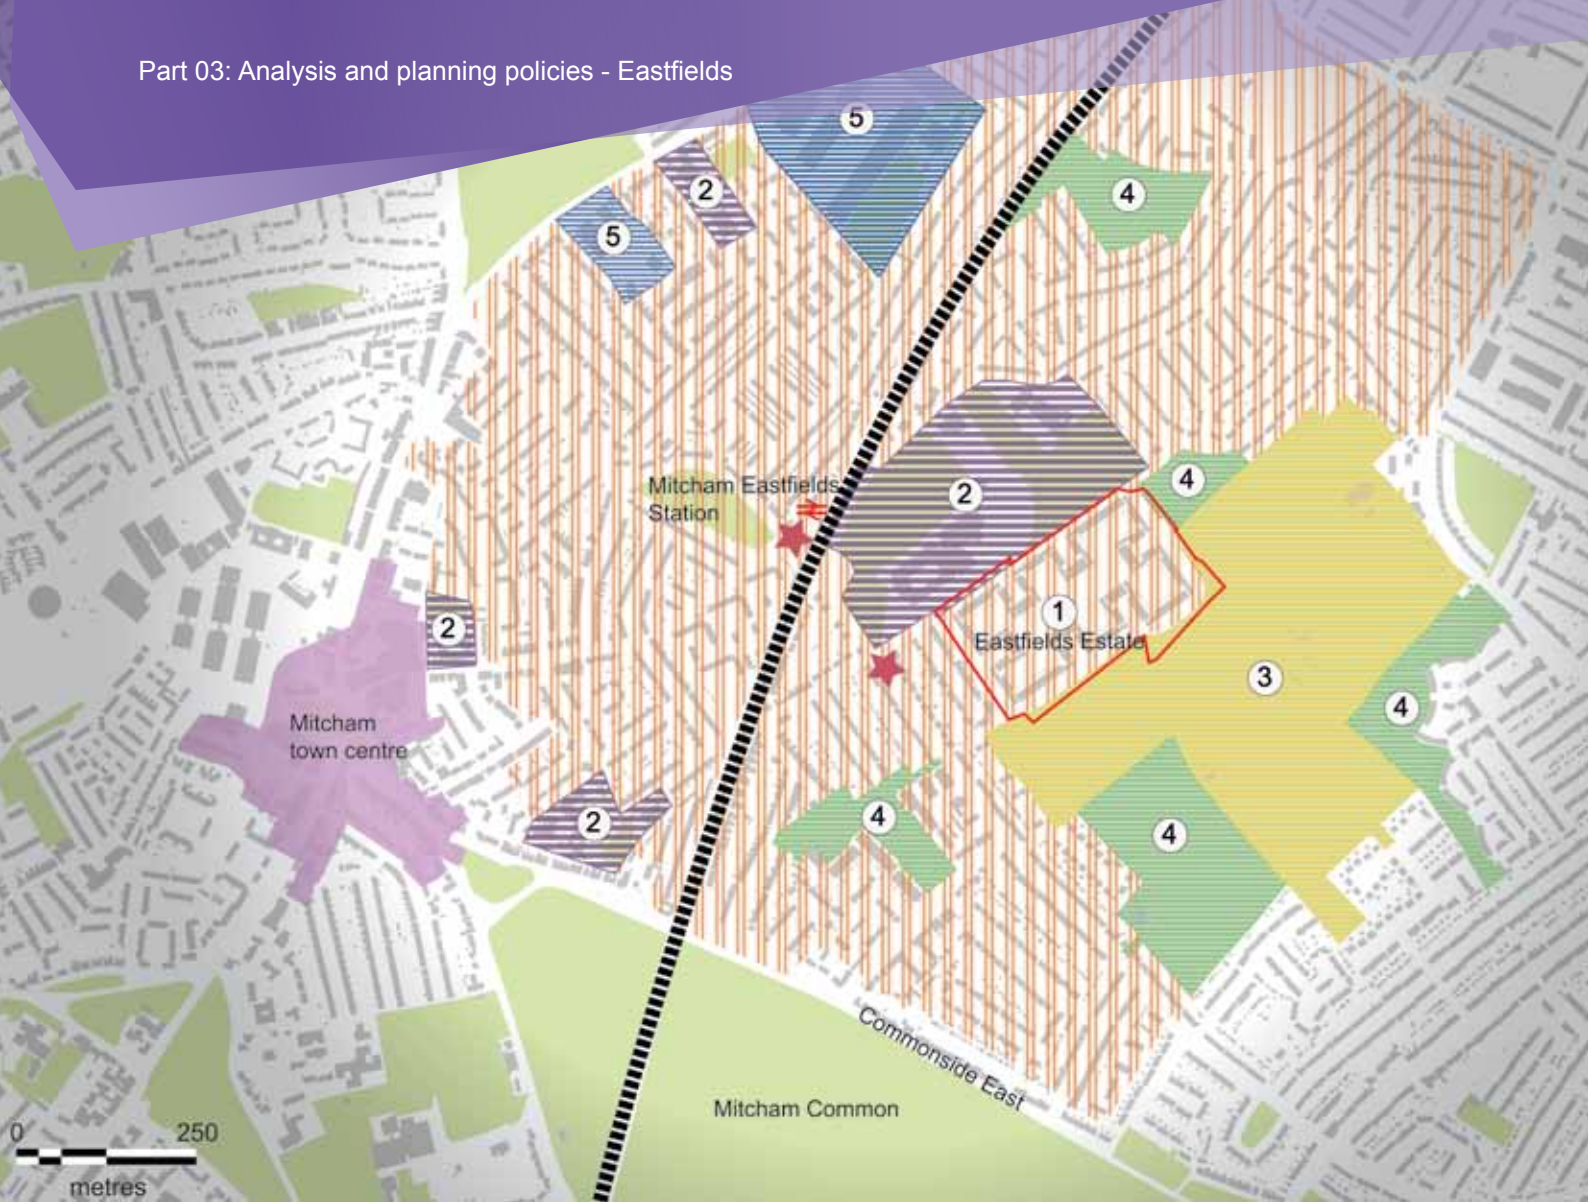 Part 03: Analysis and planning policies - Eastfields
5
4
2
5
Mitcham Eastfields
Station
2
4
1
Eastfields Estate
2
3
4
Mitcham
town centre
2
4
4
Commonside East
Mitcham Common
0 250
metres